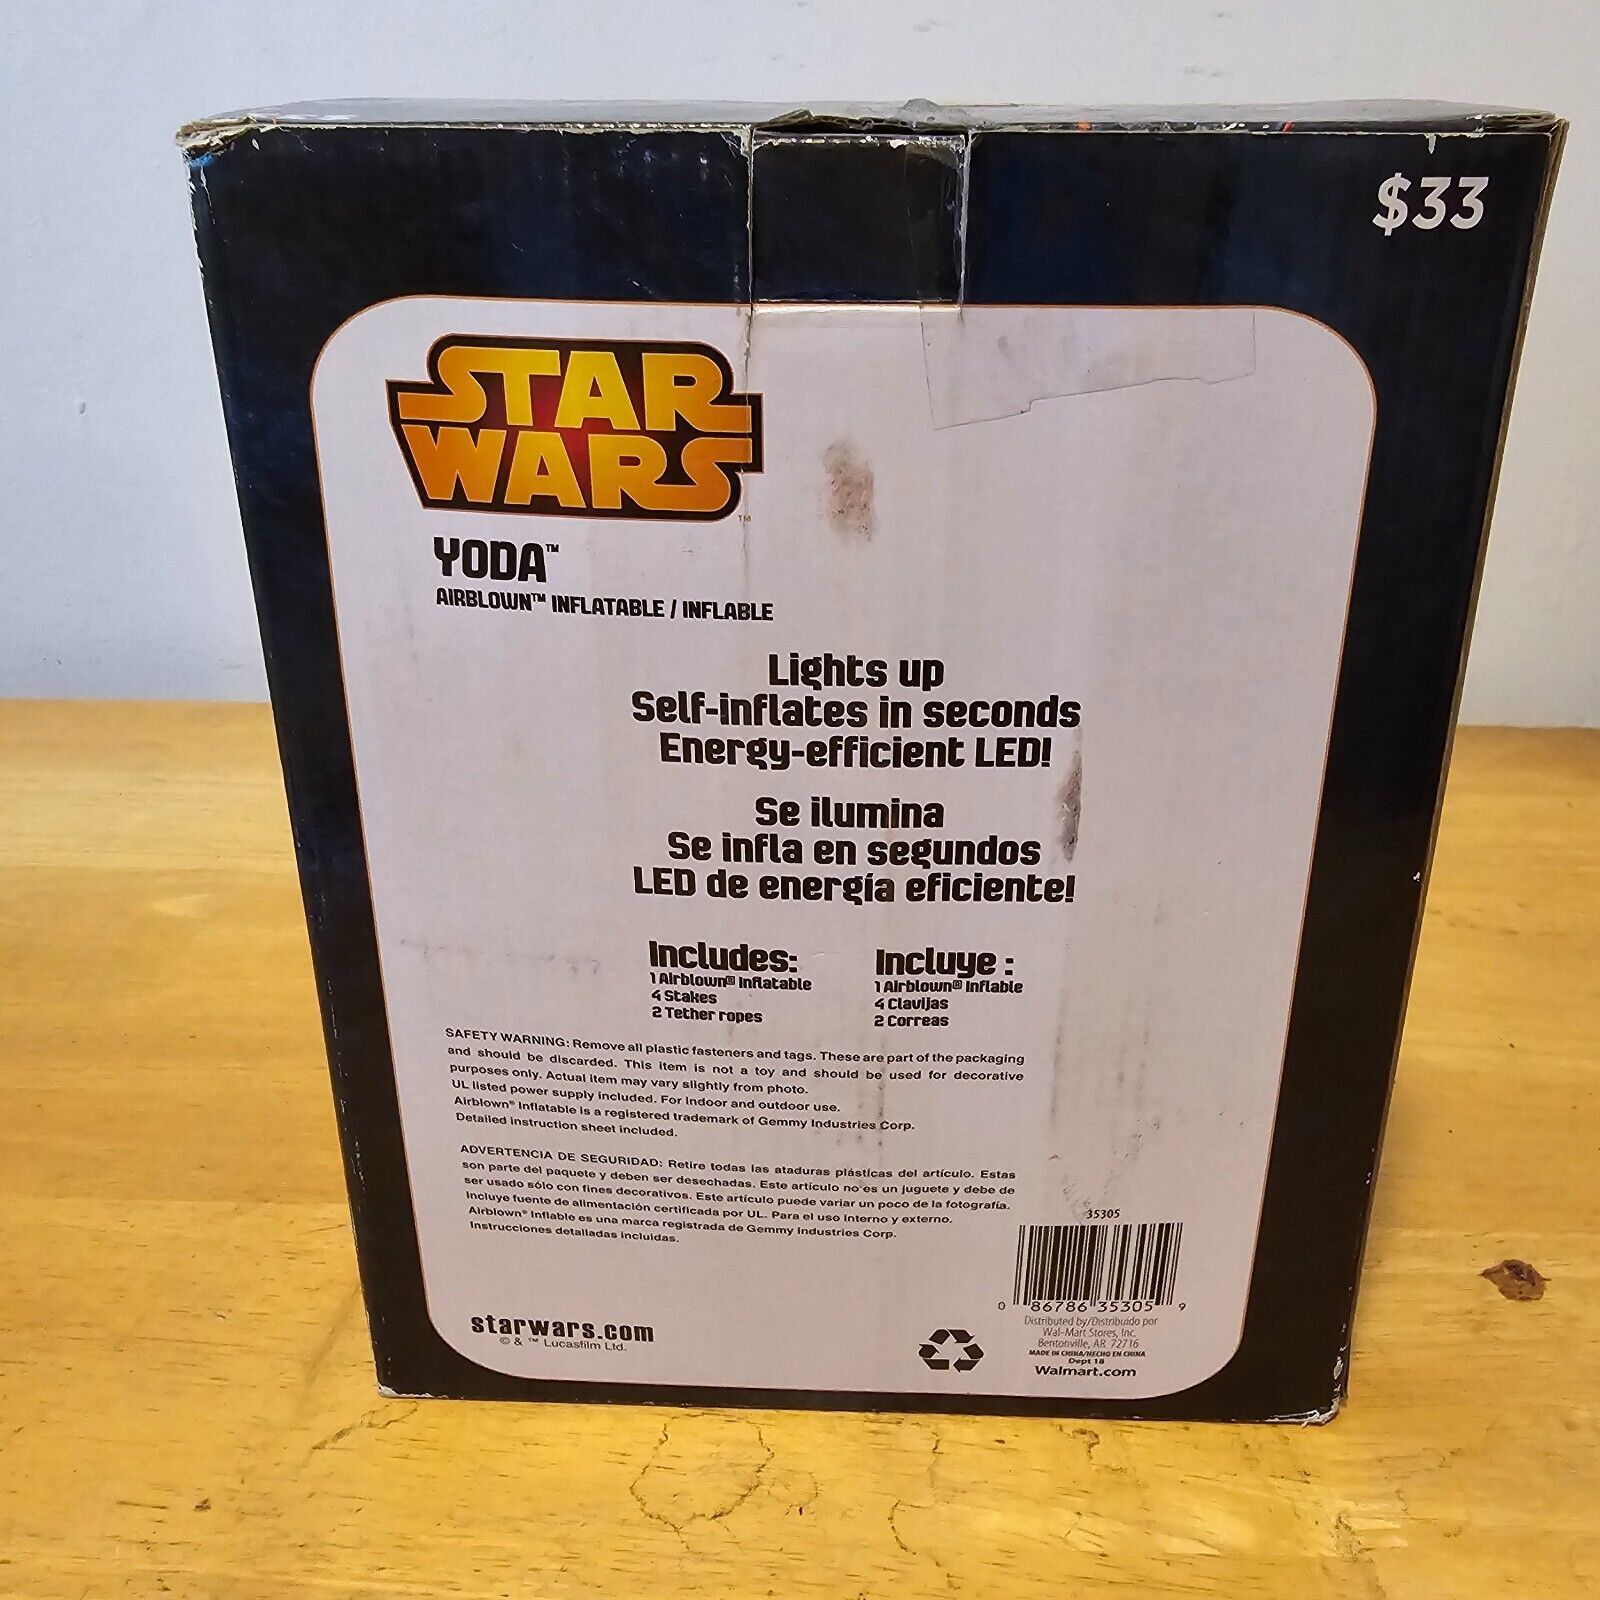 $33
STAR
WARS
™
YODA™
AIRBLOWN™ INFLATABLE / INFLABLE
Lights up
Self-inflates in seconds
Energy-efficient LED!
Se ilumina
Se infla en segundos
LED de energía eficiente!
Includes:
1 Airblown® Inflatable
4 Stakes
2 Tether ropes
Incluye :
1 Airblown® Inflable
4 Clavijas
2 Correas
SAFETY WARNING: Remove all plastic fasteners and tags. These are part of the packaging
and should be discarded. This item is not a toy and should be used for decorative
purposes only. Actual item may vary slightly from photo.
UL listed power supply included. For indoor and outdoor use.
Airblown® Inflatable is a registered trademark of Gemmy Industries Corp.
Detailed instruction sheet included.
ADVERTENCIA DE SEGURIDAD: Retire todas las ataduras plásticas del artículo. Estas
son parte del paquete y deben ser desechadas. Este artículo no es un juguete y debe de
ser usado sólo con fines decorativos. Este artículo puede variar un poco de la fotografía.
Incluye fuente de alimentación certificada por UL. Para el uso interno y externo.
Airblown® Inflable es una marca registrada de Gemmy Industries Corp.
Instrucciones detalladas incluidas.
starwars.com
© & ™ Lucasfilm Ltd.
35305
0 86786 35305 9
Distributed by/Distribuido por
Wal-Mart Stores, Inc.
Bentonville, AR 72716
MADE IN CHINA/HECHO EN CHINA
Dept 18
Walmart.com